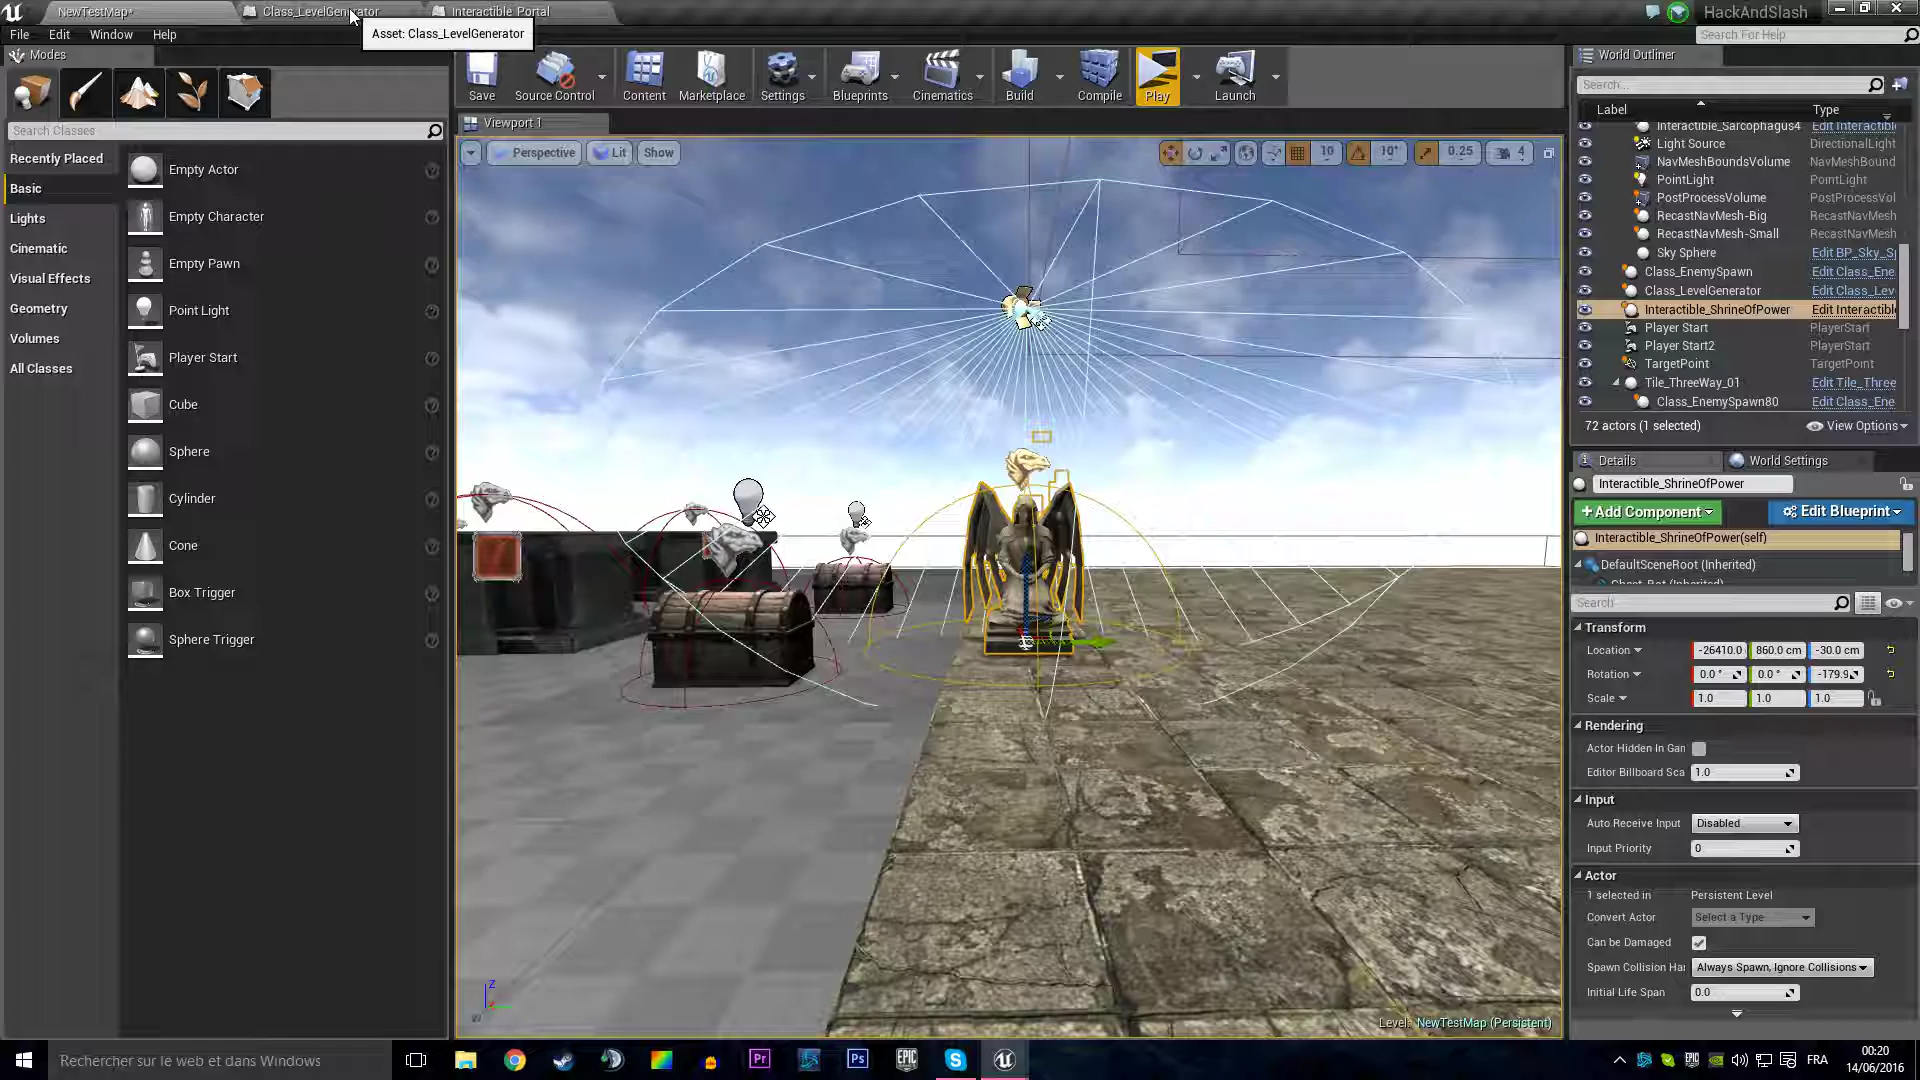 NewTestMap*
Class_LevelGenerator
Interactible_Portal
HackAndSlash
File Edit Window Help
Asset: Class_LevelGenerator
Search For Help
Modes
Search Classes
Recently Placed
Basic
Lights
Cinematic
Visual Effects
Geometry
Volumes
All Classes
Empty Actor
Empty Character
Empty Pawn
Point Light
Player Start
Cube
Sphere
Cylinder
Cone
Box Trigger
Sphere Trigger
Save
Source Control
Content
Marketplace
Settings
Blueprints
Cinematics
Build
Compile
Play
Launch
Viewport 1
Perspective Lit Show
10 10° 0.25 4
Level: NewTestMap (Persistent)
World Outliner
Search...
Label Type
Interactible_Sarcophagus4 Edit Interactibl
Light Source DirectionalLight
NavMeshBoundsVolume NavMeshBound
PointLight PointLight
PostProcessVolume PostProcessVol
RecastNavMesh-Big RecastNavMesh
RecastNavMesh-Small RecastNavMesh
Sky Sphere Edit BP_Sky_S
Class_EnemySpawn Edit Class_Ene
Class_LevelGenerator Edit Class_Lev
Interactible_ShrineOfPower Edit Interactibl
Player Start PlayerStart
Player Start2 PlayerStart
TargetPoint TargetPoint
Tile_ThreeWay_01 Edit Tile_Three
Class_EnemySpawn80 Edit Class_Ene
72 actors (1 selected) View Options
Details World Settings
Interactible_ShrineOfPower
+Add Component Edit Blueprint
Interactible_ShrineOfPower(self)
DefaultSceneRoot (Inherited)
Search
Transform
Location -26410.0 860.0 cm -30.0 cm
Rotation 0.0 ° 0.0 ° -179.9
Scale 1.0 1.0 1.0
Rendering
Actor Hidden In Gan
Editor Billboard Sca 1.0
Input
Auto Receive Input Disabled
Input Priority 0
Actor
1 selected in Persistent Level
Convert Actor Select a Type
Can be Damaged
Spawn Collision Ha Always Spawn, Ignore Collisions
Initial Life Span 0.0
Rechercher sur le web et dans Windows
Pr
Ps
EPIC
FRA
00:20
14/06/2016